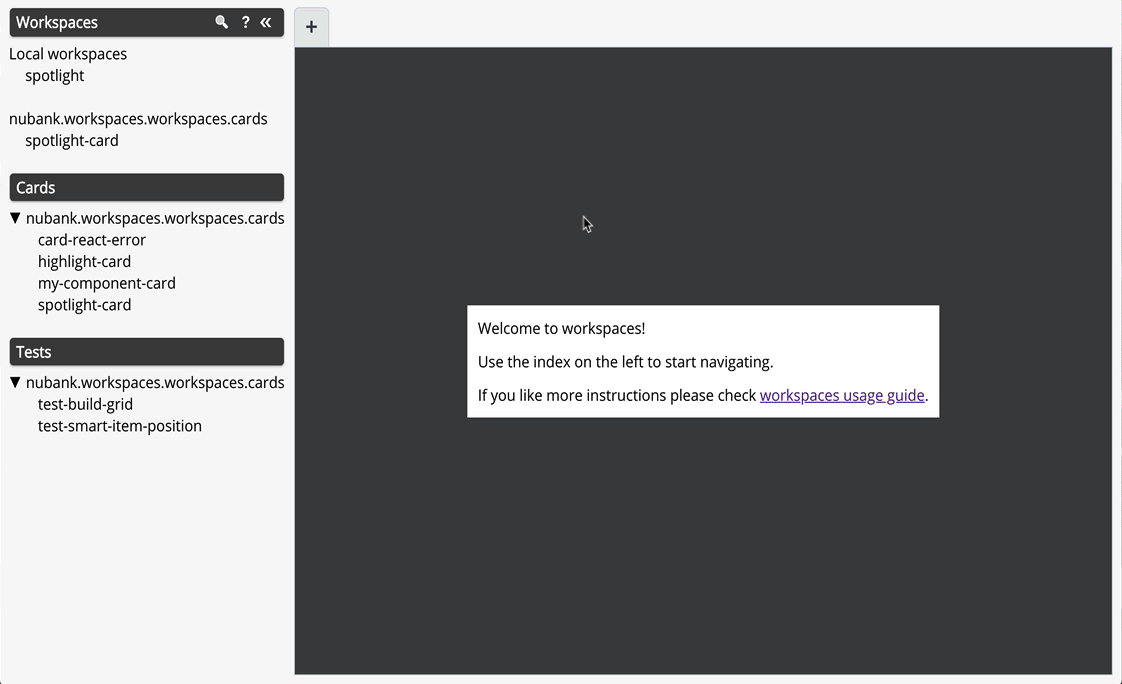 Workspaces ? «
+
Local workspaces
spotlight
nubank.workspaces.workspaces.cards
spotlight-card
Cards
▼ nubank.workspaces.workspaces.cards
card-react-error
highlight-card
my-component-card
spotlight-card
Tests
▼ nubank.workspaces.workspaces.cards
test-build-grid
test-smart-item-position
Welcome to workspaces!
Use the index on the left to start navigating.
If you like more instructions please check workspaces usage guide.